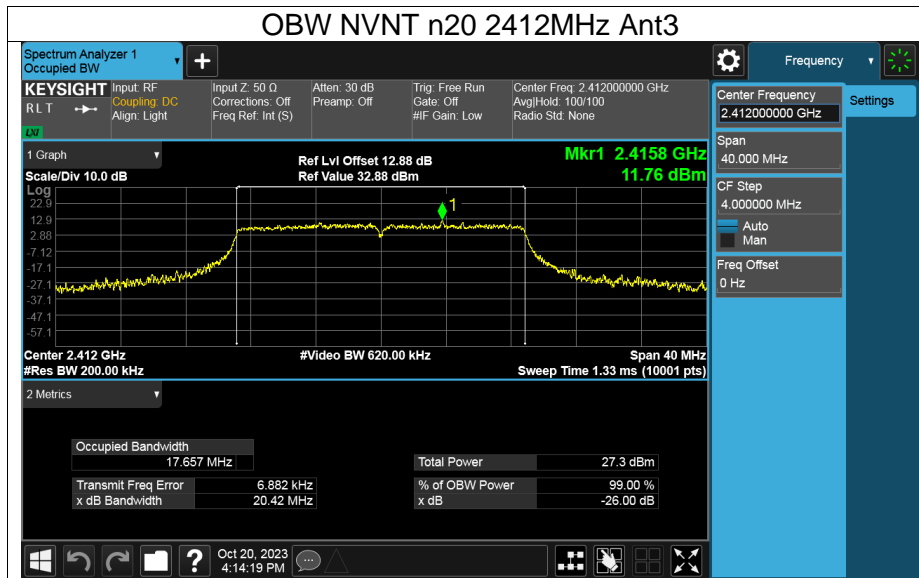 OBW NVNT n20 2412MHz Ant3
Spectrum Analyzer 1
Occupied BW
+
Frequency
KEYSIGHT
R L T
LXI
Input: RF
Coupling: DC
Align: Light
Input Z: 50 Ω
Corrections: Off
Freq Ref: Int (S)
Atten: 30 dB
Preamp: Off
Trig: Free Run
Gate: Off
#IF Gain: Low
Center Freq: 2.412000000 GHz
Avg|Hold: 100/100
Radio Std: None
Center Frequency
2.412000000 GHz
Settings
Span
40.000 MHz
CF Step
4.000000 MHz
Auto
Man
Freq Offset
0 Hz
1 Graph
Scale/Div 10.0 dB
Ref Lvl Offset 12.88 dB
Ref Value 32.88 dBm
Mkr1 2.4158 GHz
11.76 dBm
Log
22.9
12.9
2.88
-7.12
-17.1
-27.1
-37.1
-47.1
-57.1
1
Center 2.412 GHz
#Res BW 200.00 kHz
#Video BW 620.00 kHz
Span 40 MHz
Sweep Time 1.33 ms (10001 pts)
2 Metrics
Occupied Bandwidth
17.657 MHz
Total Power 27.3 dBm
Transmit Freq Error 6.882 kHz
% of OBW Power 99.00 %
x dB Bandwidth 20.42 MHz
x dB -26.00 dB
?
Oct 20, 2023
4:14:19 PM